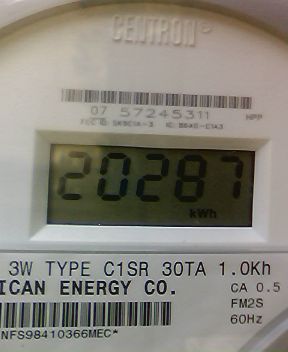 CENTRON
07 57245311 HPP
20287
kWh
3W TYPE C1SR 30TA 1.0Kh
ICAN ENERGY CO. CA 0.5
FM2S
NFS98410366MEC* 60Hz